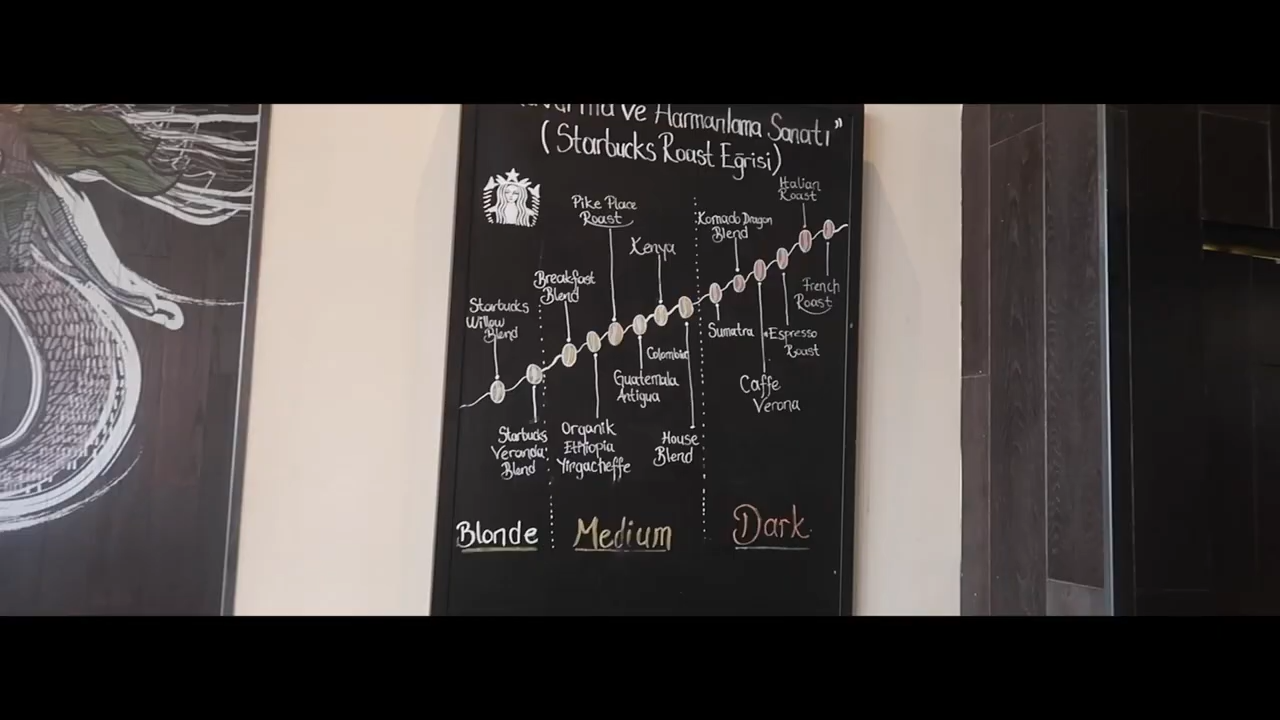 ve Harmanlama Sanatı”
(Starbucks Roast Eğrisi)
Italian
Roast
Pike Place
Roast
Komodo Dragon
Blend
Kenya
Breakfast
Blend
Starbucks
Willow
Blend
French
Roast
Sumatra
Espresso
Roast
Colombia
Guatemala
Antigua
Caffe
Verona
Starbucks
Veranda
Blend
Organik
Ethiopia
Yirgacheffe
House
Blend
Blonde
Medium
Dark